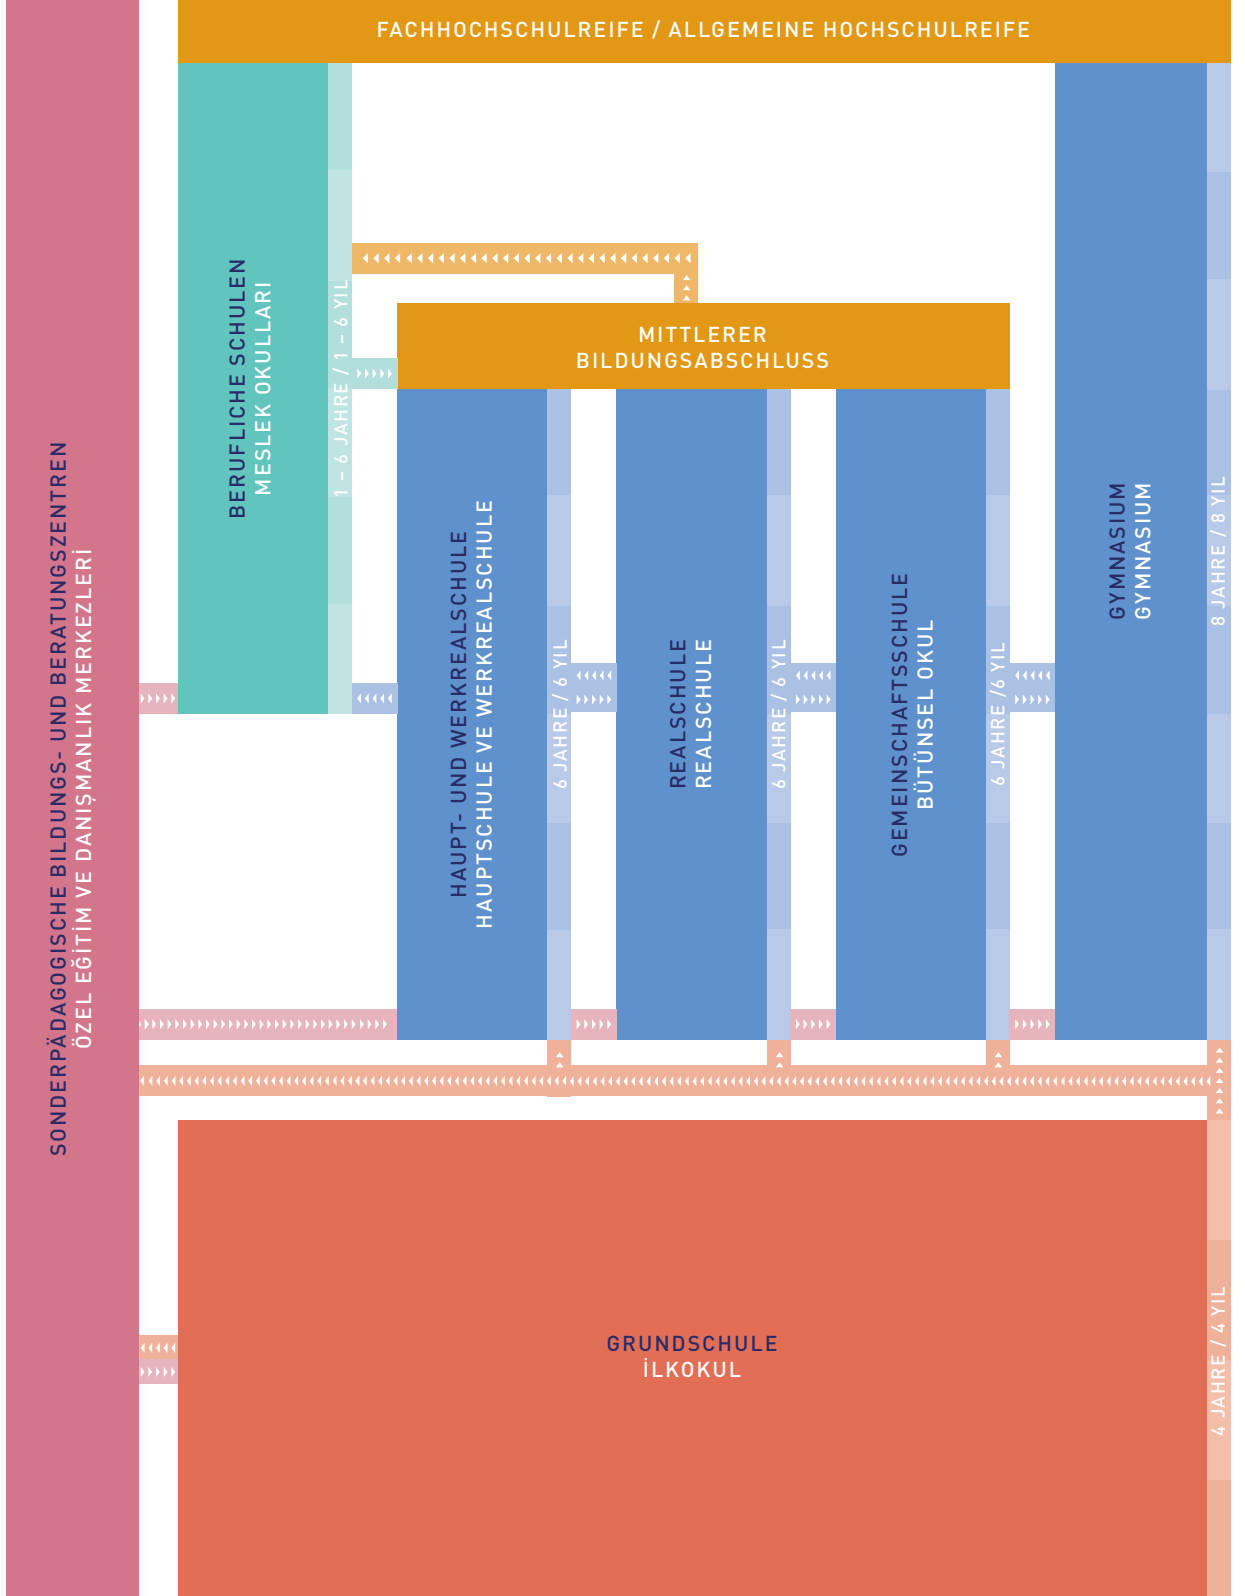 FACHHOCHSCHULREIFE / ALLGEMEINE HOCHSCHULREIFE
SONDERPÄDAGOGISCHE BILDUNGS- UND BERATUNGSZENTREN
ÖZEL EĞİTİM VE DANIŞMANLIK MERKEZLERİ
BERUFLICHE SCHULEN
MESLEK OKULLARI
1 – 6 JAHRE / 1 – 6 YIL
MITTLERER
BILDUNGSABSCHLUSS
HAUPT- UND WERKREALSCHULE
HAUPTSCHULE VE WERKREALSCHULE
6 JAHRE / 6 YIL
REALSCHULE
REALSCHULE
6 JAHRE / 6 YIL
GEMEINSCHAFTSSCHULE
BÜTÜNSEL OKUL
6 JAHRE /6 YIL
GYMNASIUM
GYMNASIUM
8 JAHRE / 8 YIL
GRUNDSCHULE
İLKOKUL
4 JAHRE / 4 YIL